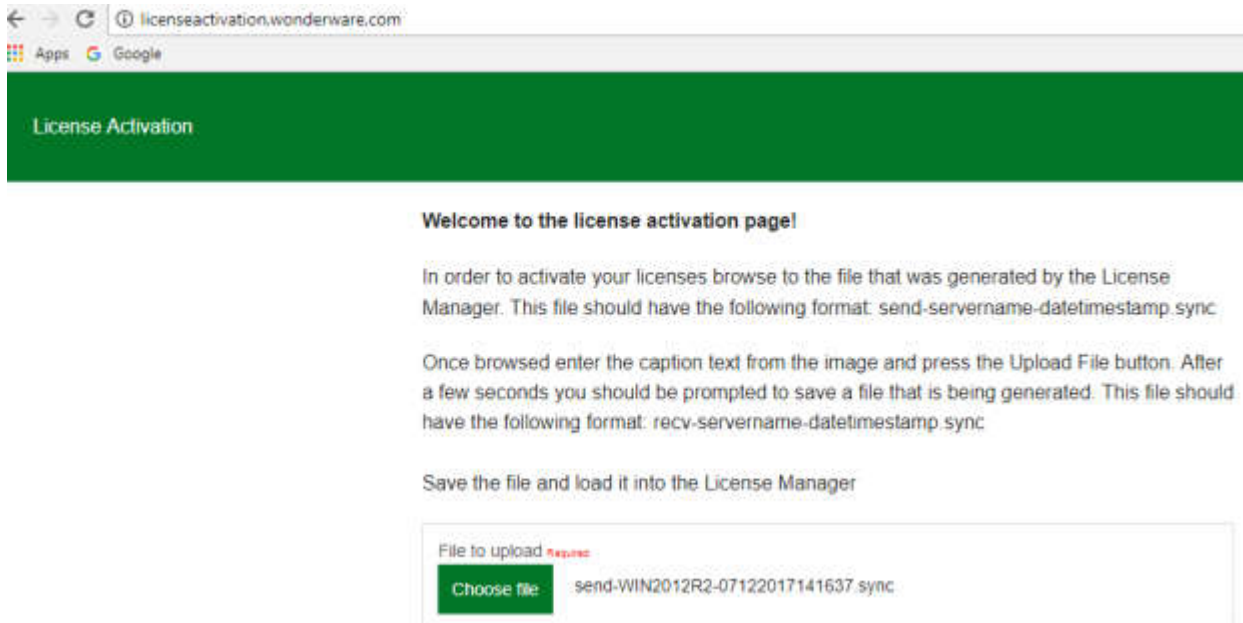 licenseactivation.wonderware.com
Apps G Google
License Activation
Welcome to the license activation page!
In order to activate your licenses browse to the file that was generated by the License
Manager. This file should have the following format: send-servername-datetimestamp.sync
Once browsed enter the caption text from the image and press the Upload File button. After
a few seconds you should be prompted to save a file that is being generated. This file should
have the following format: recv-servername-datetimestamp.sync
Save the file and load it into the License Manager
File to upload Required
Choose file send-WIN2012R2-07122017141637.sync